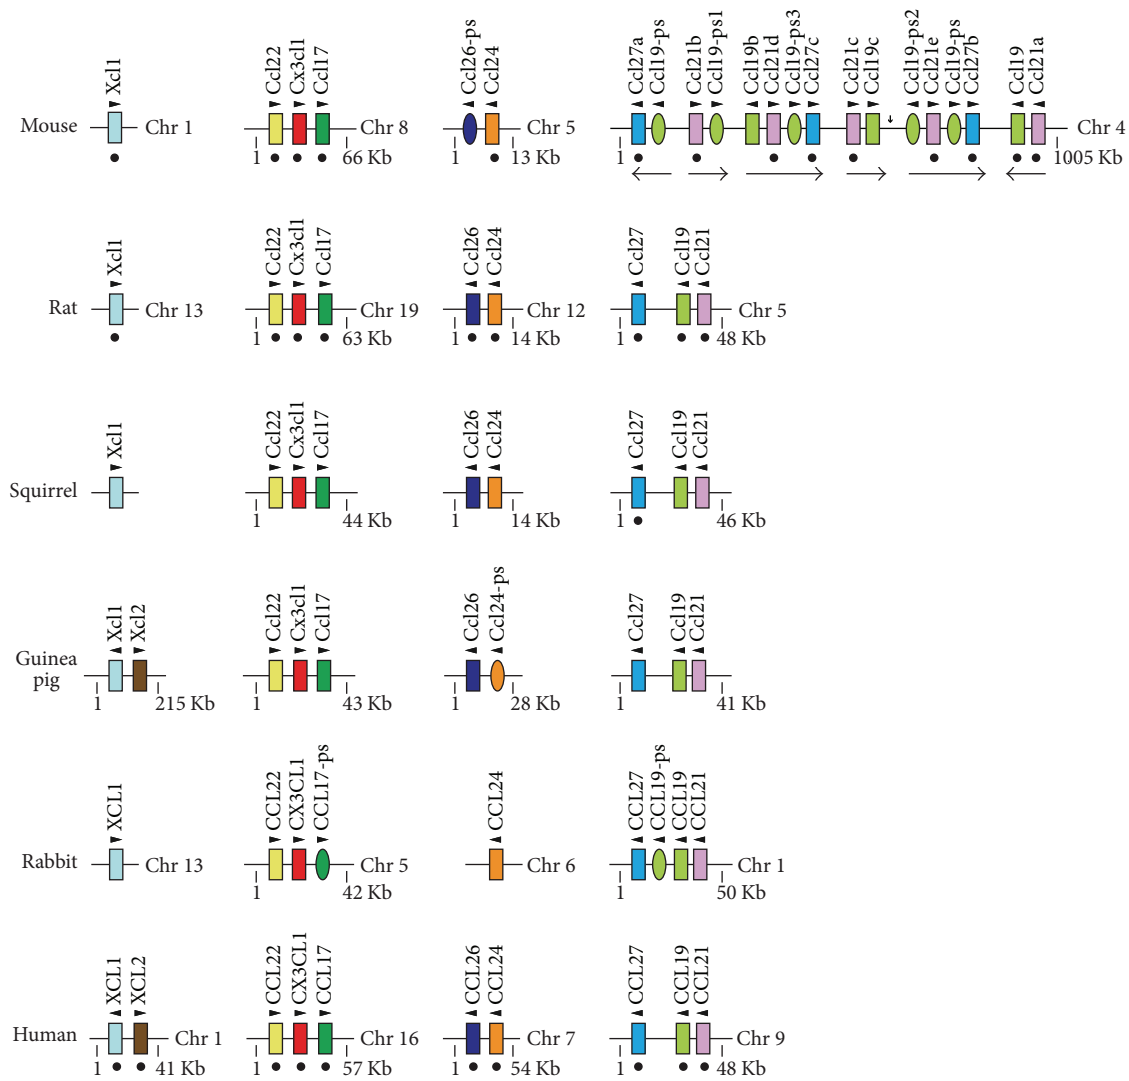 Xcl1
Ccl22 Cx3cl1 Ccl17
Ccl26-ps Ccl24
Ccl27a Ccl19-ps Ccl21b Ccl19-ps1 Ccl19b Ccl21d Ccl19-ps3 Ccl27c Ccl21c Ccl19c Ccl19-ps2 Ccl21e Ccl19-ps Ccl27b Ccl19 Ccl21a
Mouse Chr 1 Chr 8 Chr 5 Chr 4
1 66 Kb 1 13 Kb 1 1005 Kb
Xcl1
Ccl22 Cx3cl1 Ccl17
Ccl26 Ccl24
Ccl27 Ccl19 Ccl21
Rat Chr 13 Chr 19 Chr 12 Chr 5
1 63 Kb 1 14 Kb 1 48 Kb
Xcl1
Ccl22 Cx3cl1 Ccl17
Ccl26 Ccl24
Ccl27 Ccl19 Ccl21
Squirrel
1 44 Kb 1 14 Kb 1 46 Kb
Xcl1 Xcl2
Ccl22 Cx3cl1 Ccl17
Ccl26 Ccl24-ps
Ccl27 Ccl19 Ccl21
Guinea
pig
1 215 Kb 1 43 Kb 1 28 Kb 1 41 Kb
XCL1
CCL22 CX3CL1 CCL17-ps
CCL24
CCL27 CCL19-ps CCL19 CCL21
Rabbit Chr 13 Chr 5 Chr 6 Chr 1
1 42 Kb 1 50 Kb
XCL1 XCL2
CCL22 CX3CL1 CCL17
CCL26 CCL24
CCL27 CCL19 CCL21
Human Chr 1 Chr 16 Chr 7 Chr 9
1 41 Kb 1 57 Kb 1 54 Kb 1 48 Kb